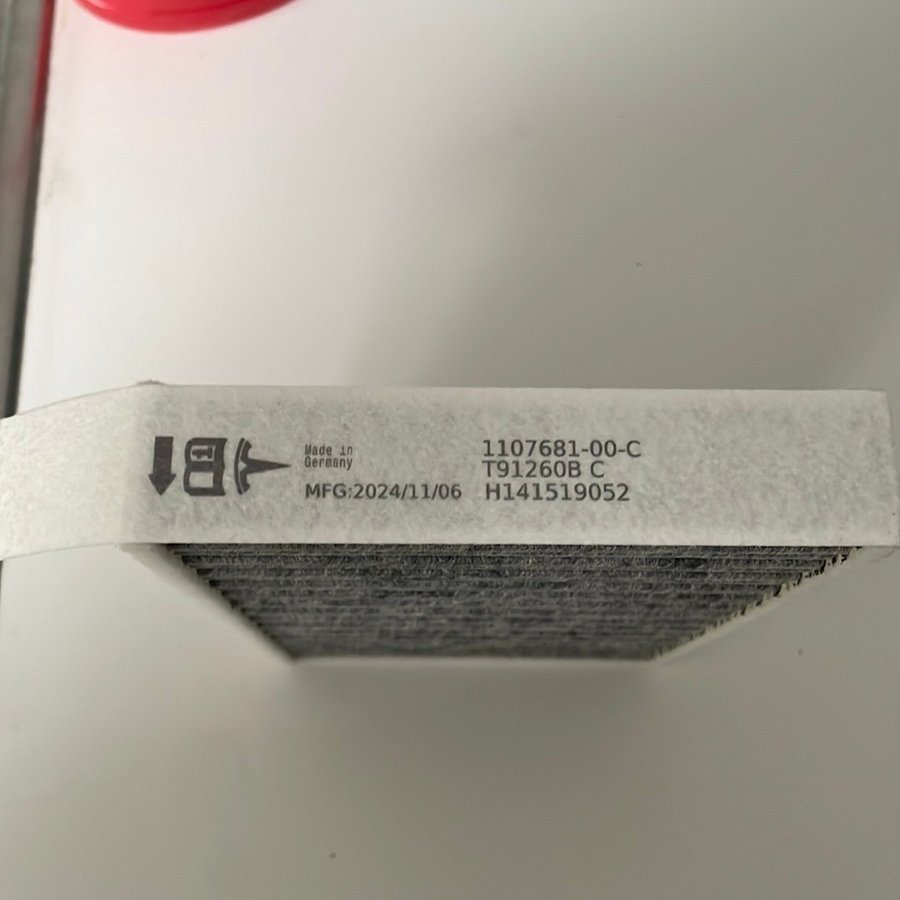 Made in
Germany
MFG:2024/11/06
1107681-00-C
T91260B C
H141519052